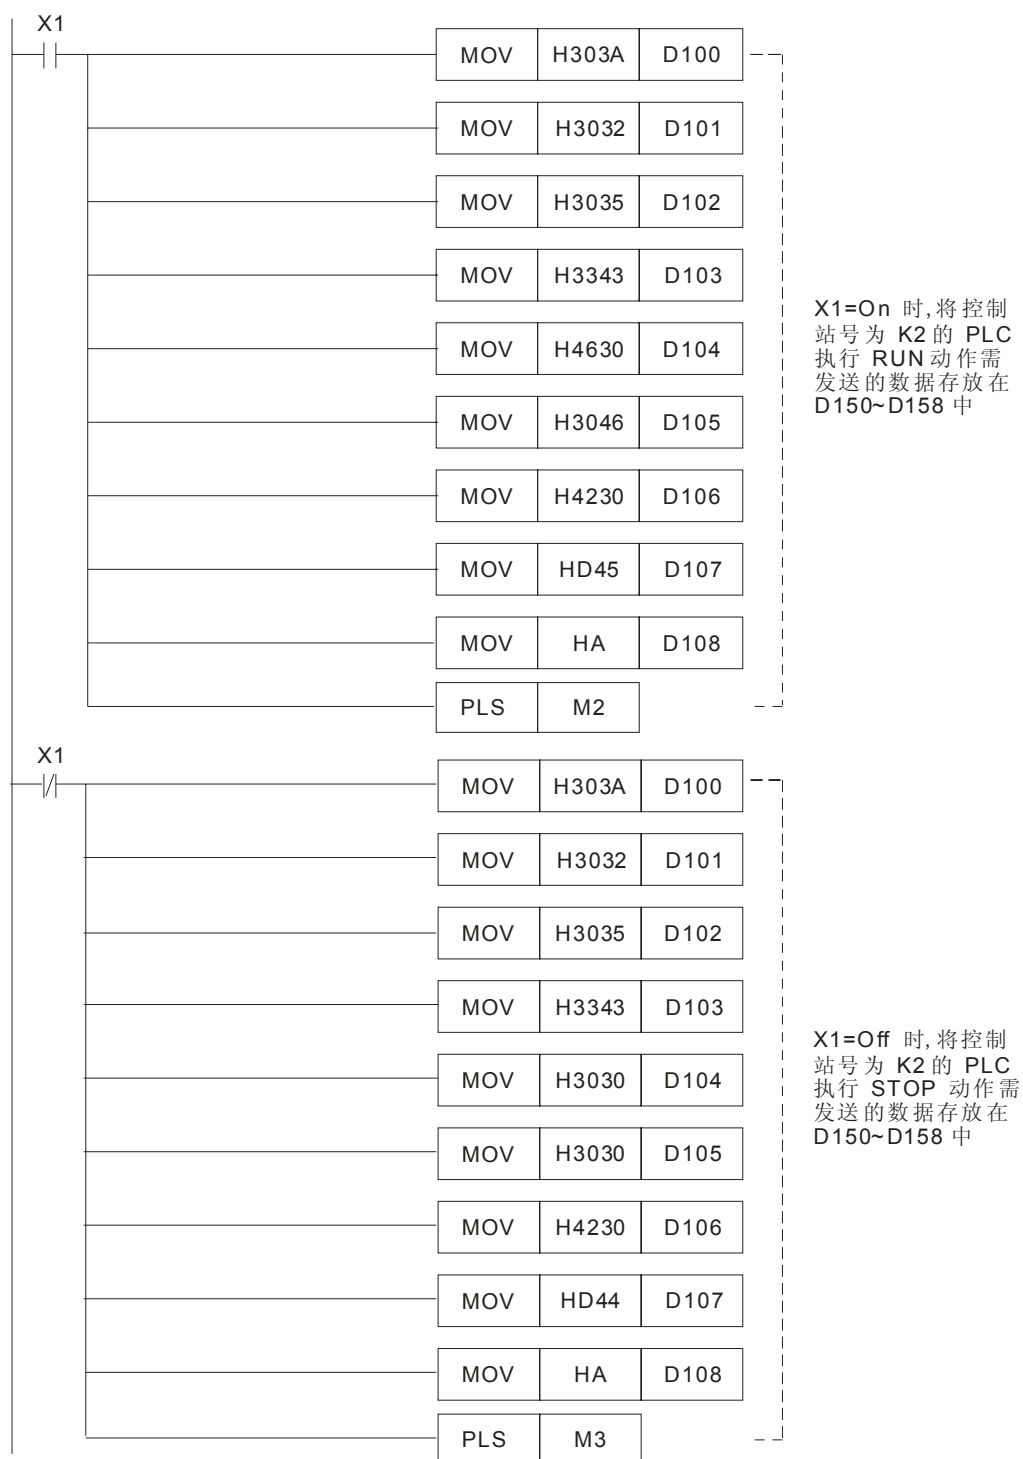 X1
MOV H303A D100
MOV H3032 D101
MOV H3035 D102
MOV H3343 D103
MOV H4630 D104
MOV H3046 D105
MOV H4230 D106
MOV HD45 D107
MOV HA D108
PLS M2
X1=On 时,将控制
站号为 K2 的 PLC
执行 RUN 动作需
发送的数据存放在
D150~D158 中
X1
MOV H303A D100
MOV H3032 D101
MOV H3035 D102
MOV H3343 D103
MOV H3030 D104
MOV H3030 D105
MOV H4230 D106
MOV HD44 D107
MOV HA D108
PLS M3
X1=Off 时,将控制
站号为 K2 的 PLC
执行 STOP 动作需
发送的数据存放在
D150~D158 中